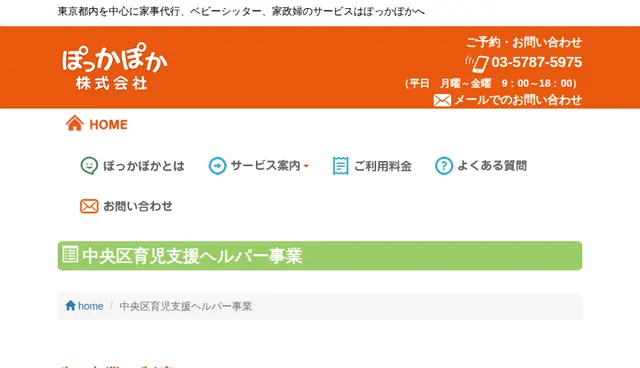 東京都内を中心に家事代行、ベビーシッター、家政婦のサービスはぽっかぽかへ
ぽっかぽか
株式会社
ご予約・お問い合わせ
03-5787-5975
（平日　月曜～金曜　9：00～18：00）
メールでのお問い合わせ
HOME
ぽっかぽかとは
サービス案内
ご利用料金
よくある質問
お問い合わせ
中央区育児支援ヘルパー事業
home / 中央区育児支援ヘルパー事業